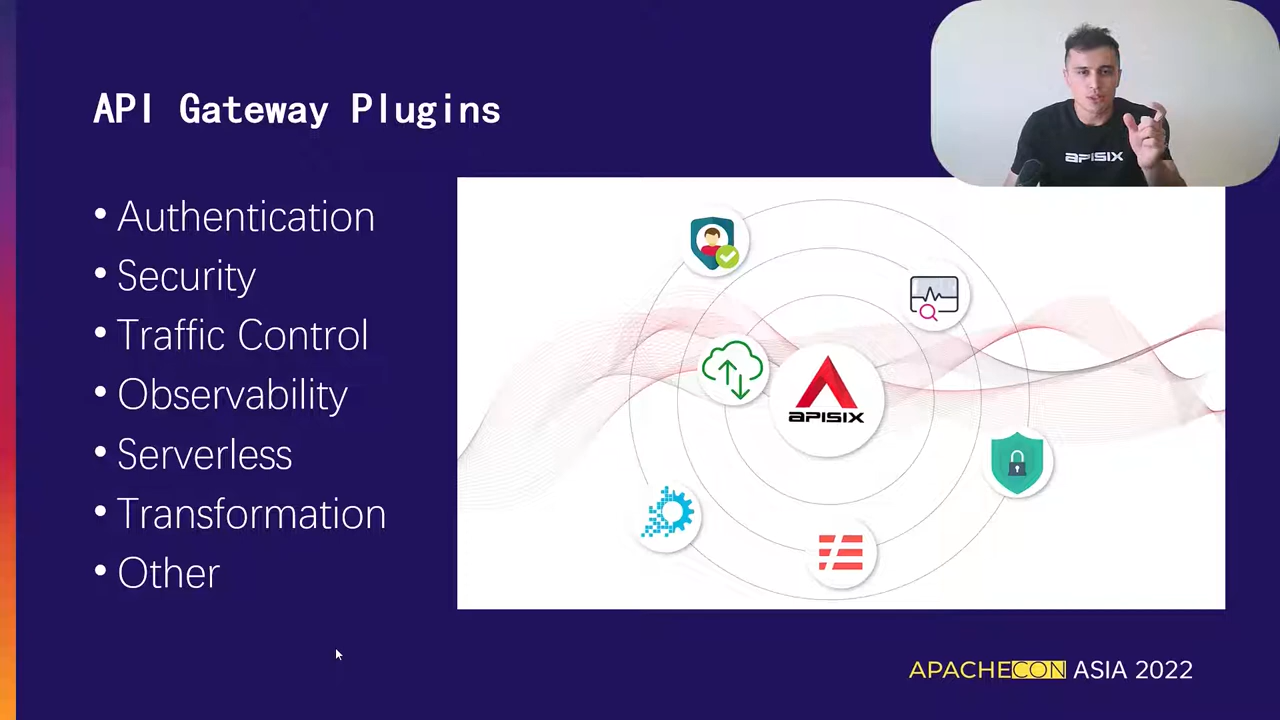 API Gateway Plugins
APISIX
• Authentication
• Security
• Traffic Control
• Observability
• Serverless
• Transformation
• Other
APISIX
APACHECON ASIA 2022